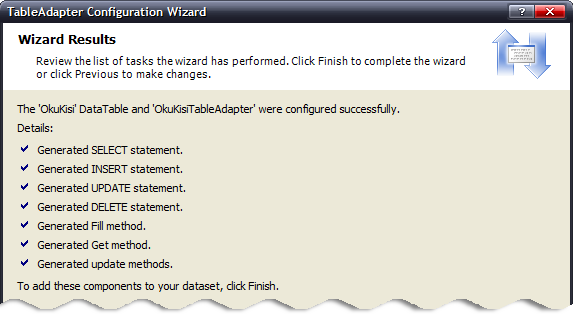 TableAdapter Configuration Wizard
Wizard Results
Review the list of tasks the wizard has performed. Click Finish to complete the wizard
or click Previous to make changes.
The 'OkuKisi' DataTable and 'OkuKisiTableAdapter' were configured successfully.
Details:
Generated SELECT statement.
Generated INSERT statement.
Generated UPDATE statement.
Generated DELETE statement.
Generated Fill method.
Generated Get method.
Generated update methods.
To add these components to your dataset, click Finish.